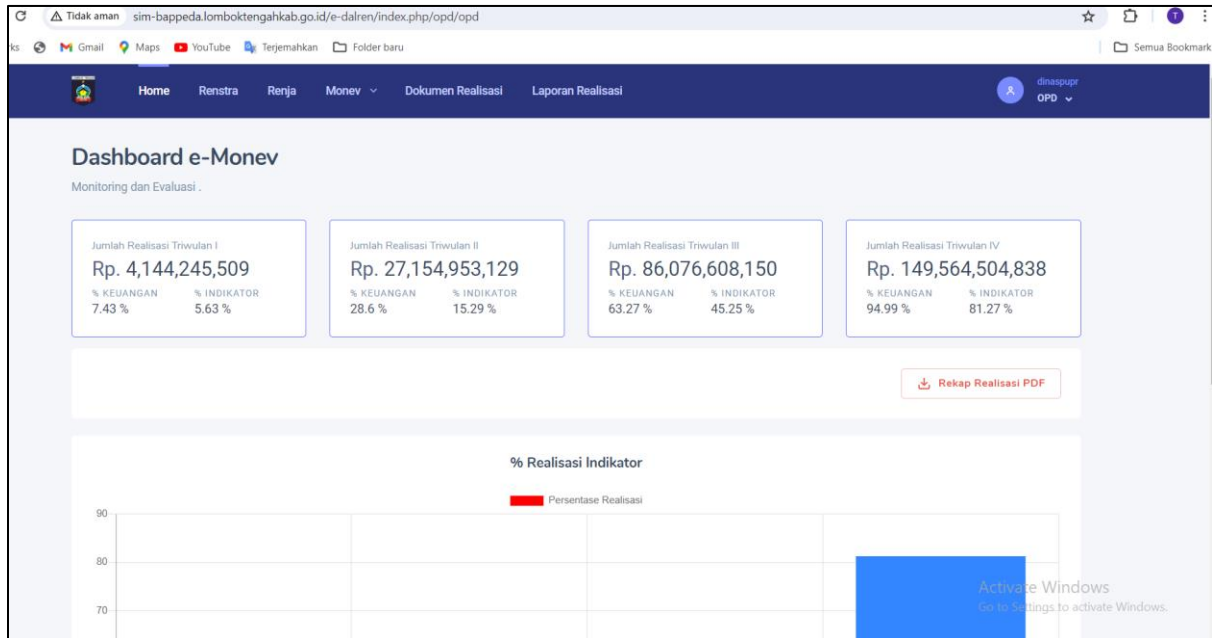 Tidak aman sim-bappeda.lomboktengahkab.go.id/e-dalren/index.php/opd/opd T
ks Gmail Maps YouTube Terjemahkan Folder baru Semua Bookmark
Home Renstra Renja Monev Dokumen Realisasi Laporan Realisasi dinaspupr
OPD
Dashboard e-Monev
Monitoring dan Evaluasi .
Jumlah Realisasi Triwulan I
Rp. 4,144,245,509
% KEUANGAN % INDIKATOR
7.43 % 5.63 %
Jumlah Realisasi Triwulan II
Rp. 27,154,953,129
% KEUANGAN % INDIKATOR
28.6 % 15.29 %
Jumlah Realisasi Triwulan III
Rp. 86,076,608,150
% KEUANGAN % INDIKATOR
63.27 % 45.25 %
Jumlah Realisasi Triwulan IV
Rp. 149,564,504,838
% KEUANGAN % INDIKATOR
94.99 % 81.27 %
Rekap Realisasi PDF
% Realisasi Indikator
Persentase Realisasi
90
80
70
Activate Windows
Go to Settings to activate Windows.